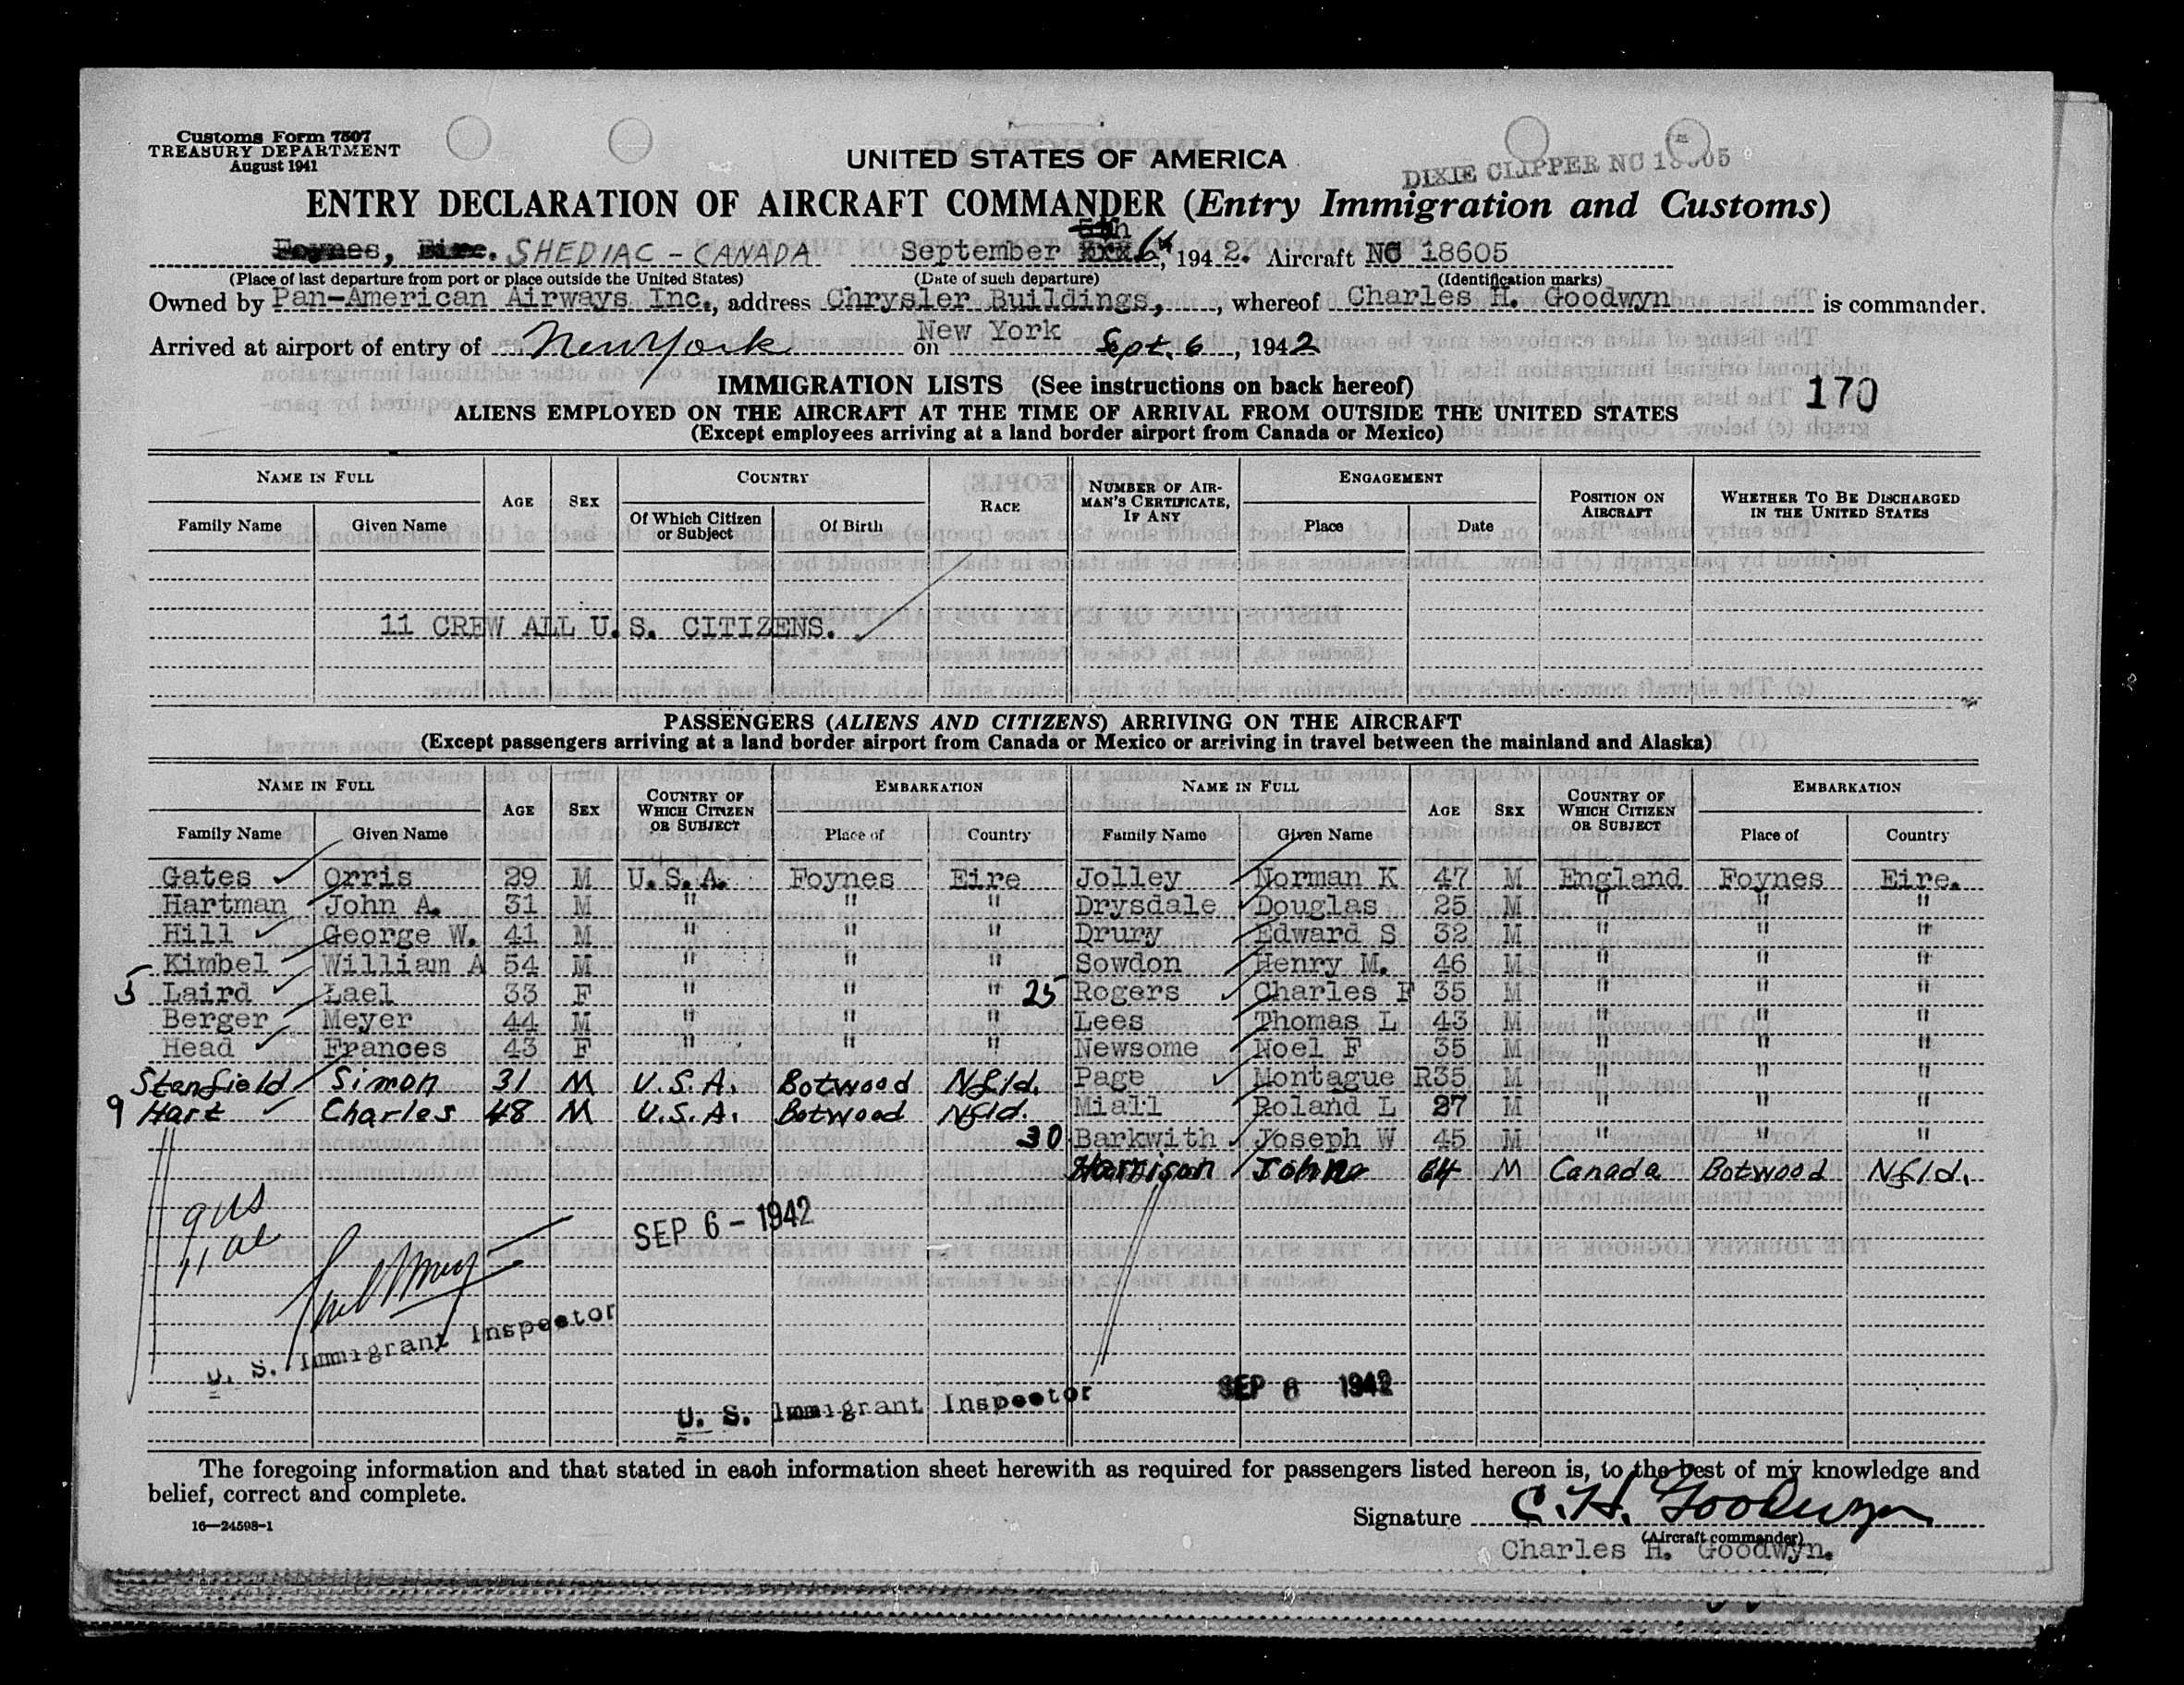 Customs Form 7507
TREASURY DEPARTMENT
August 1941
UNITED STATES OF AMERICA
DIXIE CLIPPER NC 18605
ENTRY DECLARATION OF AIRCRAFT COMMANDER (Entry Immigration and Customs)
5th
Foynes, Eire. SHEDIAC - CANADA September 6th, 1942. Aircraft NC 18605
(Place of last departure from port or place outside the United States) (Date of such departure) (Identification marks)
Owned by Pan-American Airways Inc., address Chrysler Buildings, , whereof Charles H. Goodwyn is commander.
New York
Arrived at airport of entry of New York on Sept. 6, 1942
IMMIGRATION LISTS (See instructions on back hereof)
170
ALIENS EMPLOYED ON THE AIRCRAFT AT THE TIME OF ARRIVAL FROM OUTSIDE THE UNITED STATES
(Except employees arriving at a land border airport from Canada or Mexico)
NAME IN FULL AGE SEX COUNTRY RACE NUMBER OF AIRMAN'S CERTIFICATE, IF ANY ENGAGEMENT POSITION ON AIRCRAFT WHETHER TO BE DISCHARGED IN THE UNITED STATES
Family Name Given Name Of Which Citizen or Subject Of Birth Place Date
11 CREW ALL U.S. CITIZENS.
PASSENGERS (ALIENS AND CITIZENS) ARRIVING ON THE AIRCRAFT
(Except passengers arriving at a land border airport from Canada or Mexico or arriving in travel between the mainland and Alaska)
NAME IN FULL AGE SEX COUNTRY OF WHICH CITIZEN OR SUBJECT EMBARKATION NAME IN FULL AGE SEX COUNTRY OF WHICH CITIZEN OR SUBJECT EMBARKATION
Family Name Given Name Place of Country Family Name Given Name Place of Country
Gates Orris 29 M U.S.A. Foynes Eire Jolley Norman K 47 M England Foynes Eire.
Hartman John A. 31 M " " " Drysdale Douglas 25 M " " "
Hill George W. 41 M " " " Drury Edward S 32 M " " "
Kimbel William A 54 M " " " Sowdon Henry M. 46 M " " "
5 Laird Lael 33 F " " " 25 Rogers Charles F 35 M " " "
Berger Meyer 44 M " " " Lees Thomas L 43 M " " "
Head Frances 43 F " " " Newsome Noel F 35 M " " "
Stanfield Simon 31 M U.S.A. Botwood Nfld. Page Montague R 35 M " " "
9 Hart Charles 48 M U.S.A. Botwood Nfld. Miall Roland L 27 M " " "
30 Barkwith Joseph W 45 M " " "
Harrison John 64 M Canada Botwood Nfld.
9 US
11 al
SEP 6 - 1942
U. S. Immigrant Inspector
U. S. Immigrant Inspector
SEP 6 1942
The foregoing information and that stated in each information sheet herewith as required for passengers listed hereon is, to the best of my knowledge and
belief, correct and complete.
Signature C. H. Goodwyn
16—24598-1
(Aircraft commander)
Charles H. Goodwyn.